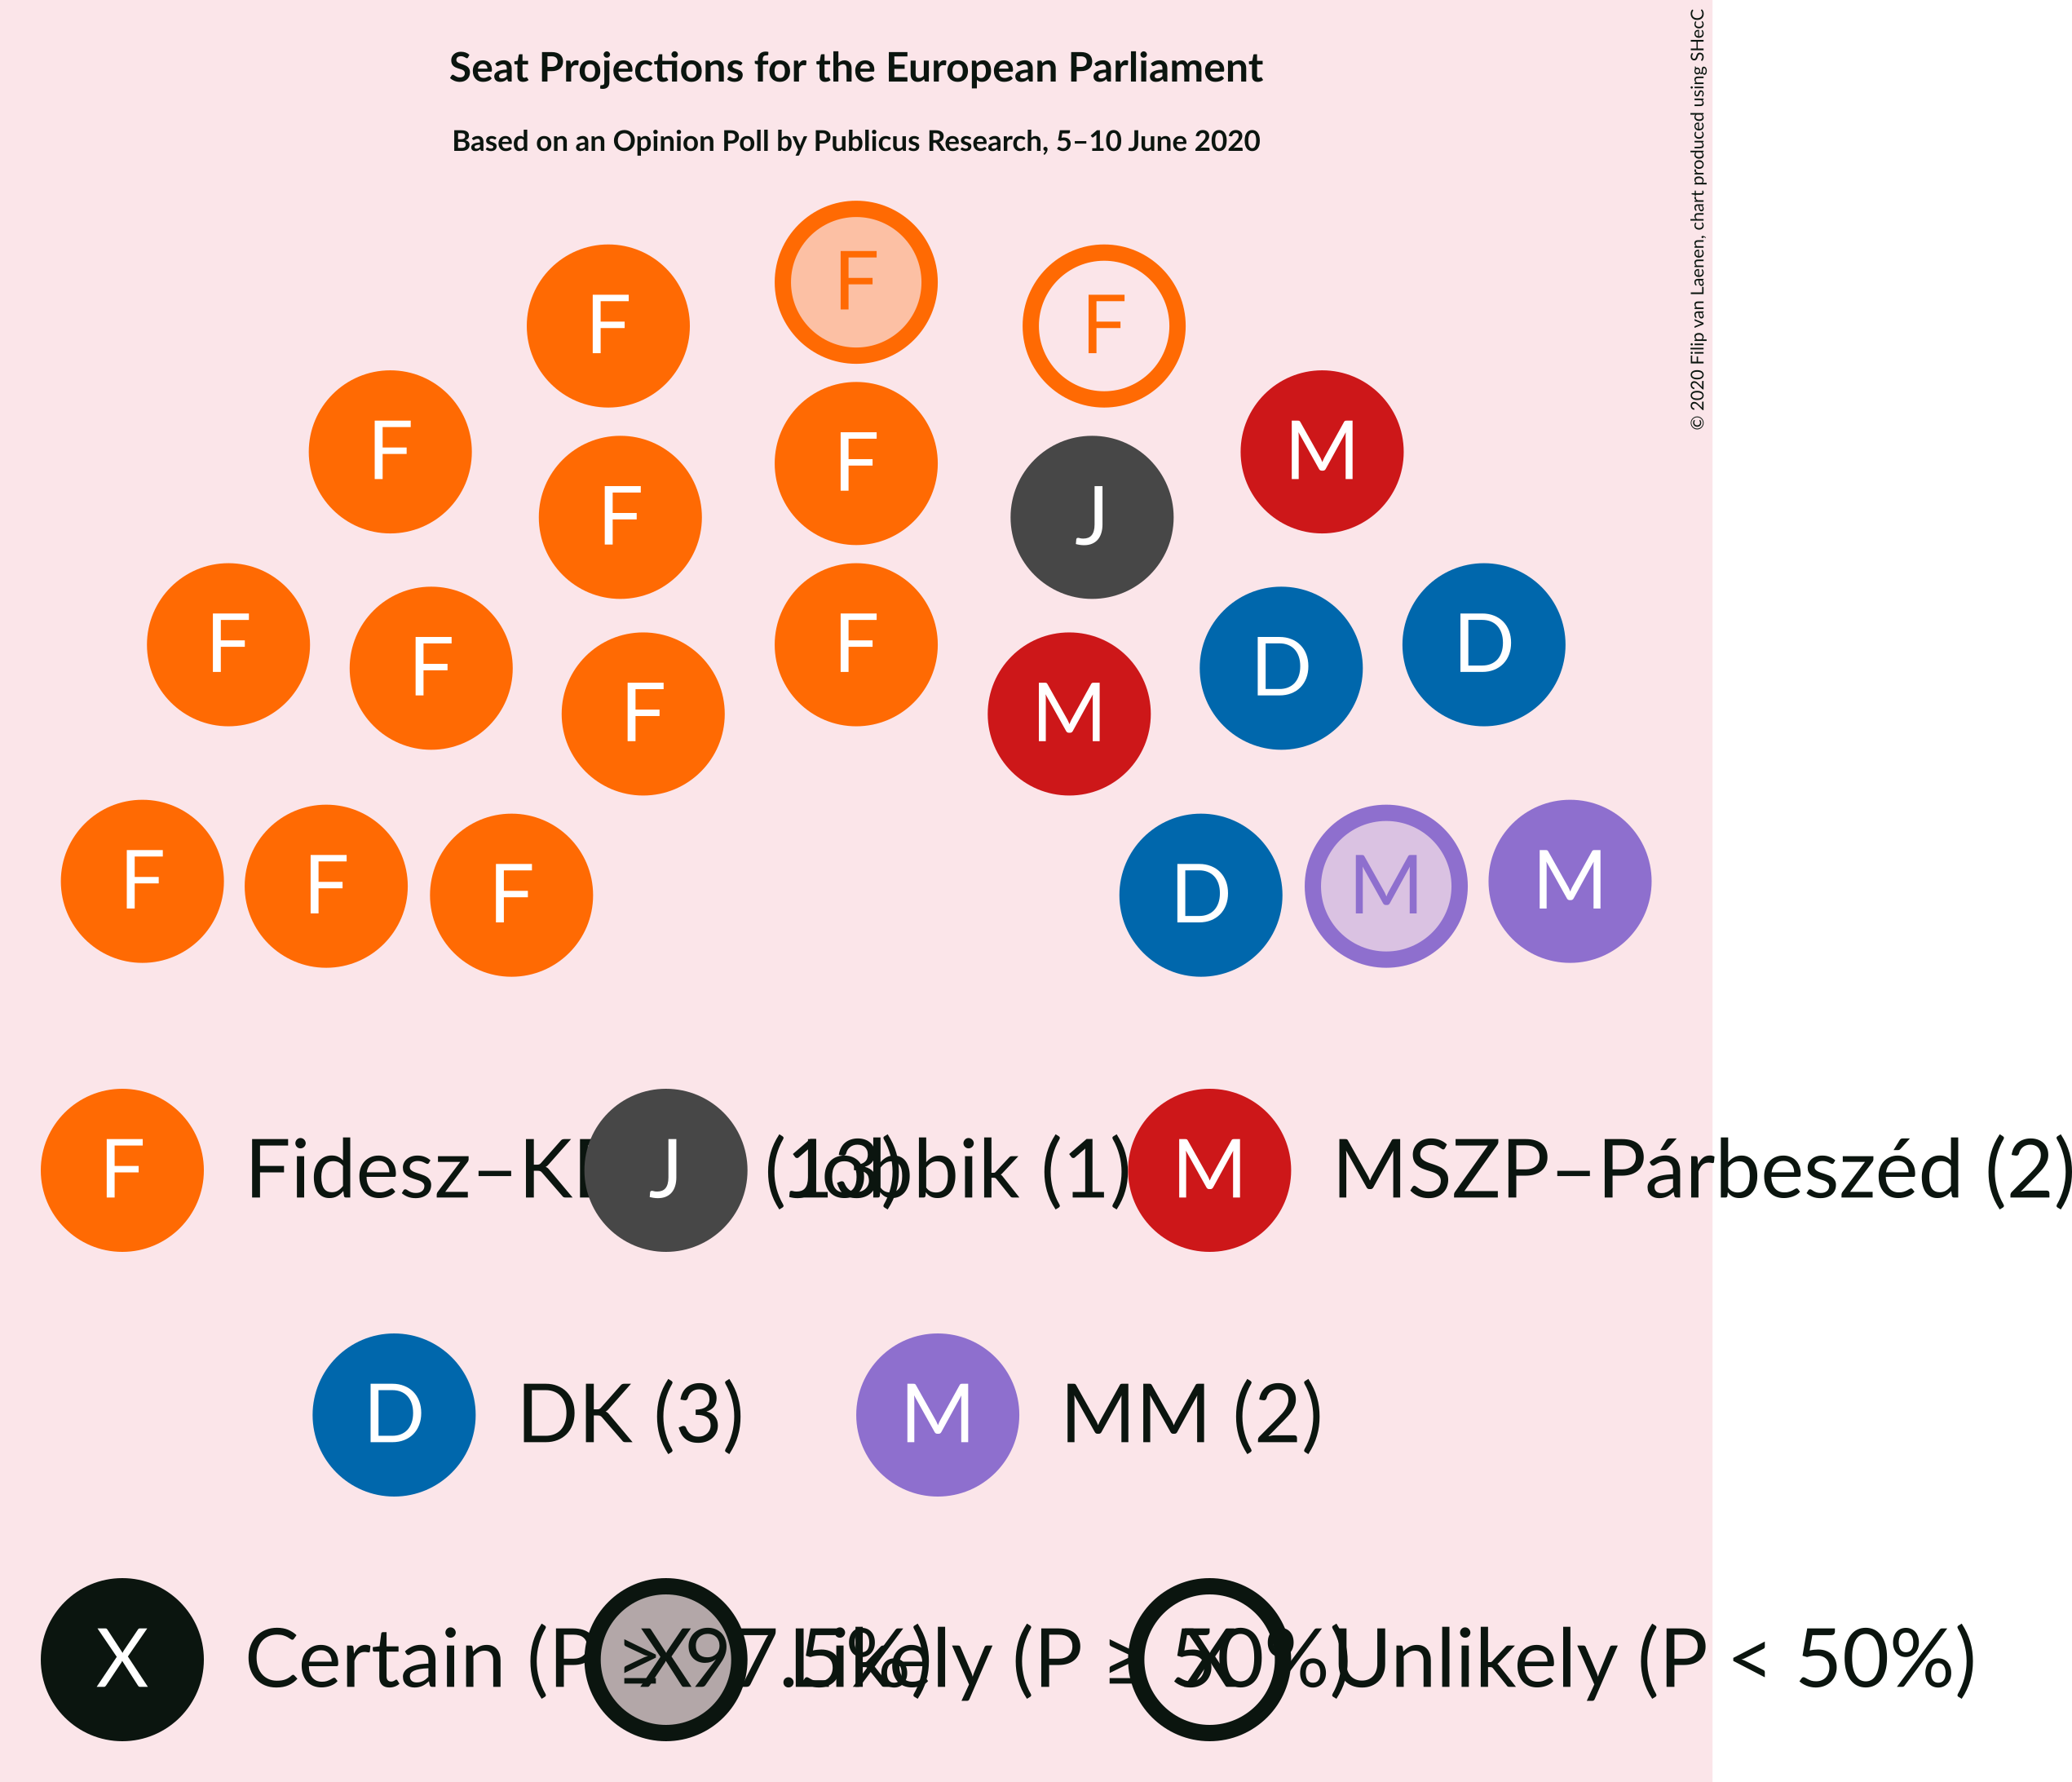 Seat Projections for the European Parliament
Based on an Opinion Poll by Publicus Research, 5–10 June 2020
© 2020 Filip van Laenen, chart produced using SHecC
F
F F
F M
F F
F J
F D
F D
F F
M
F M
F M
F D
F Fidesz–K (13) J Jobbik (1) M MSZP–Párbeszéd (2)
D DK (3) M MM (2)
X Certain (P ≥ 97.5%) X Likely (P ≥ 50%) X Unlikely (P < 50%)